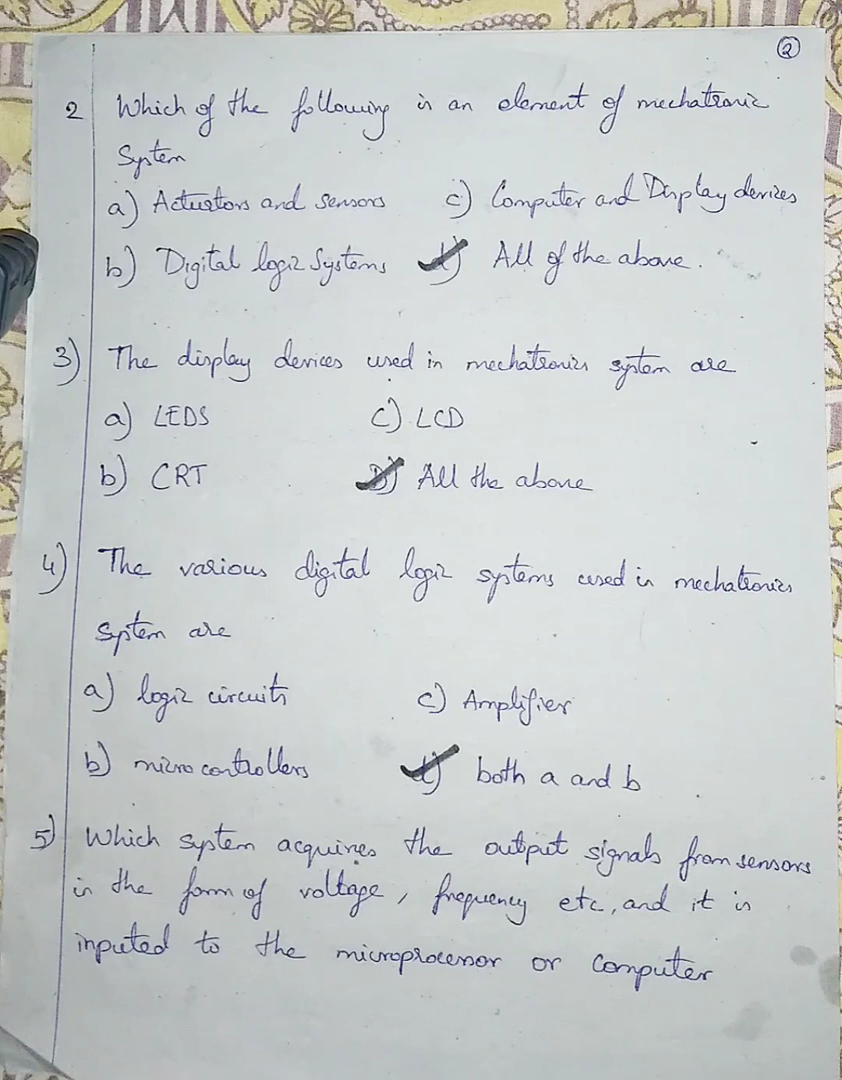 2
2 Which of the following is an element of mechatronic
System
a) Actuators and sensors c) Computer and Display devices
b) Digital logic Systems d) All of the above.
3) The display devices used in mechatronics system are
a) LEDS C) LCD
b) CRT D) All the above
4) The various digital logic systems used in mechatronics
System are
a) logic circuits c) Amplifier
b) micro controllers d) both a and b
5) Which system acquires the output signals from sensors
in the form of voltage, frequency etc, and it is
inputed to the microprocessor or Computer